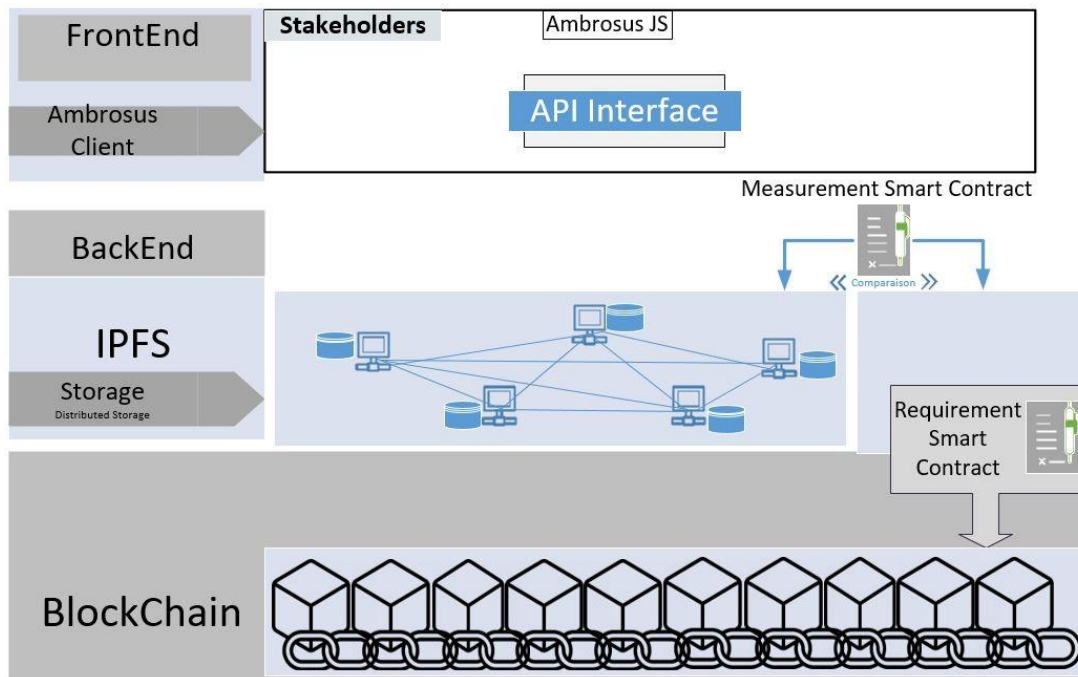 FrontEnd
Stakeholders
Ambrosus JS
Ambrosus
Client
API Interface
Measurement Smart Contract
BackEnd
Comparaison
IPFS
Storage
Distributed Storage
Requirement
Smart
Contract
BlockChain